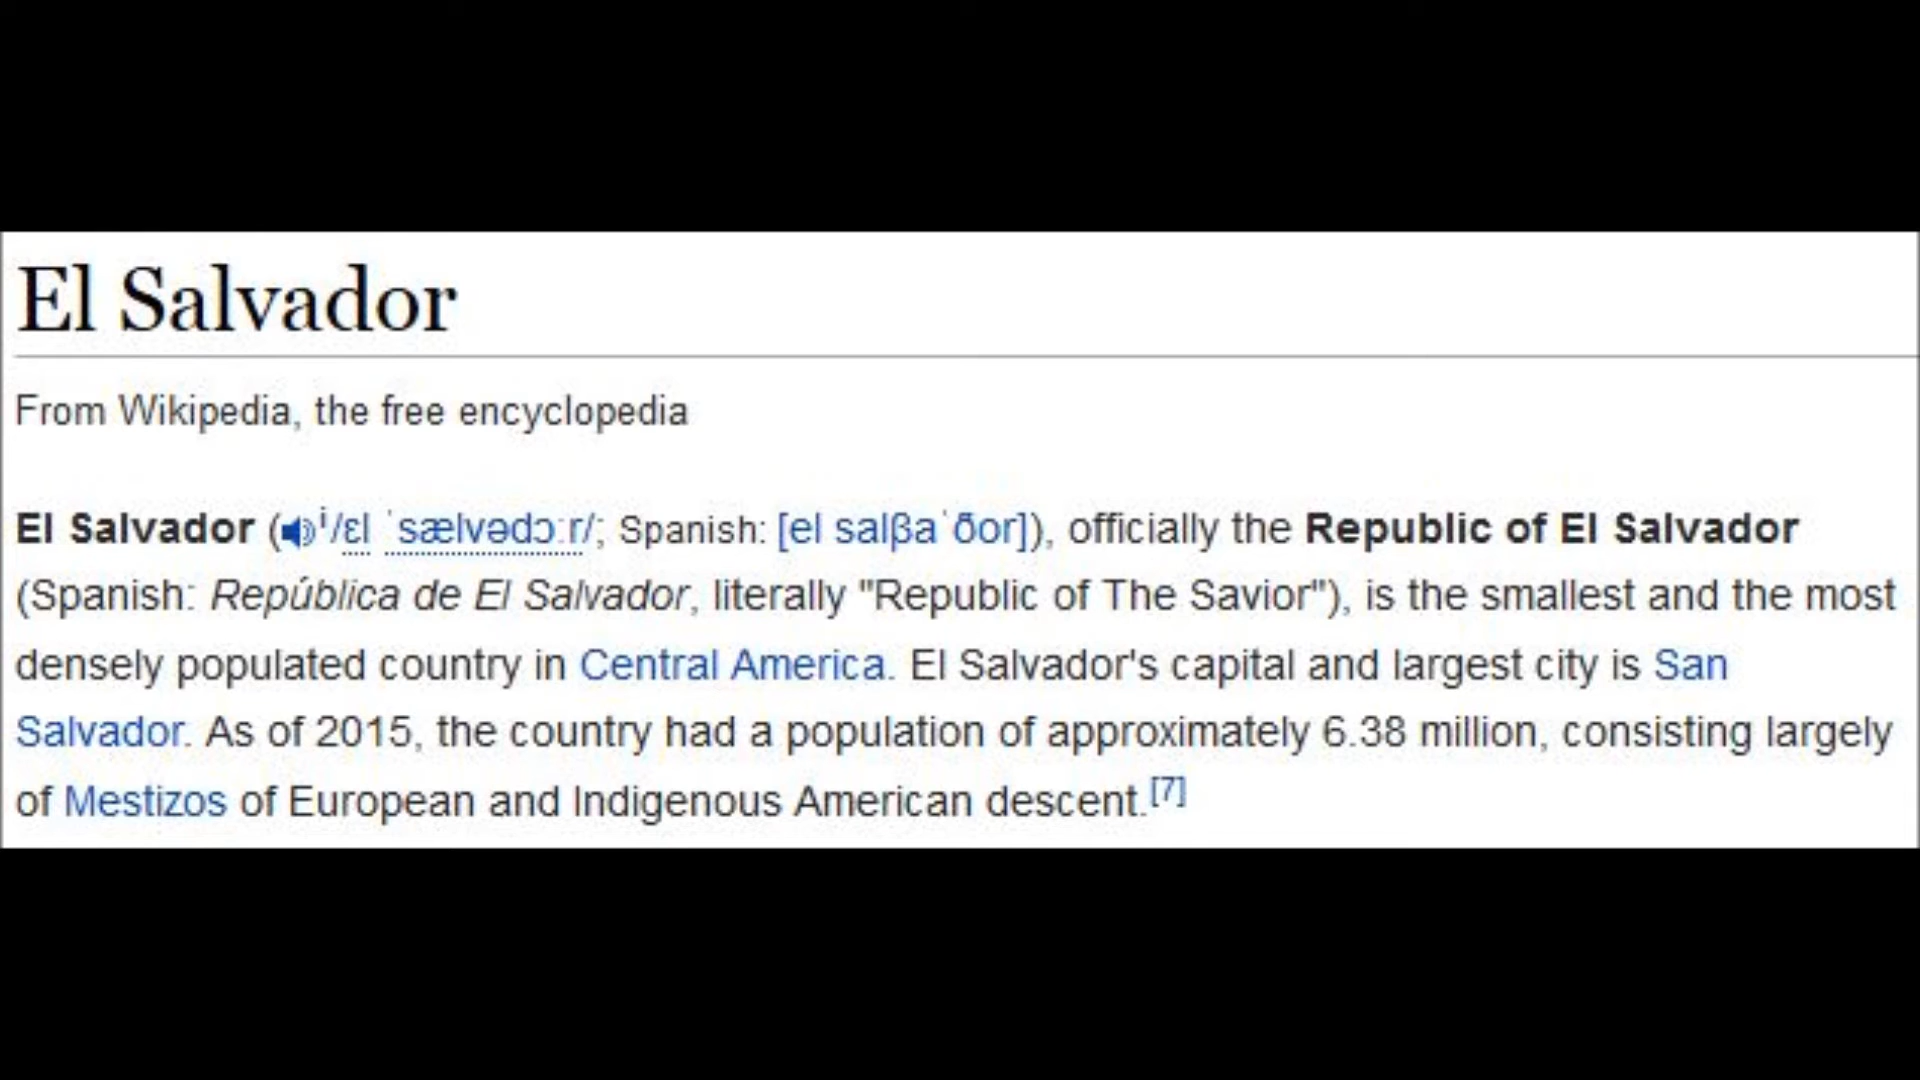 El Salvador
From Wikipedia, the free encyclopedia
El Salvador (i/ɛl ˈsælvədɔːr/; Spanish: [el salβaˈðor]), officially the Republic of El Salvador
(Spanish: República de El Salvador, literally "Republic of The Savior"), is the smallest and the most
densely populated country in Central America. El Salvador's capital and largest city is San
Salvador. As of 2015, the country had a population of approximately 6.38 million, consisting largely
of Mestizos of European and Indigenous American descent.[7]